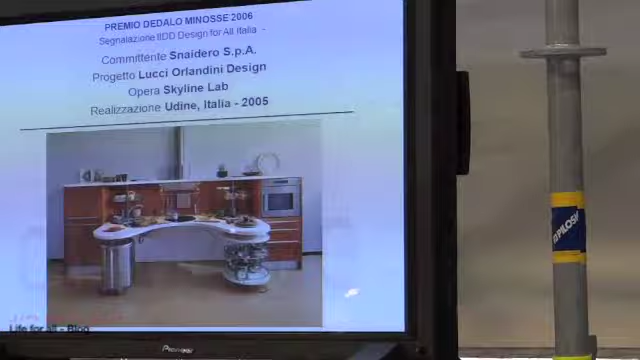 PREMIO DEDALO MINOSSE 2006
Segnalazione IIDD Design for All Italia -
Committente Snaidero S.p.A.
Progetto Lucci Orlandini Design
Opera Skyline Lab
Realizzazione Udine, Italia - 2005
Life for all - Blog
Pioneer
PILOSIO